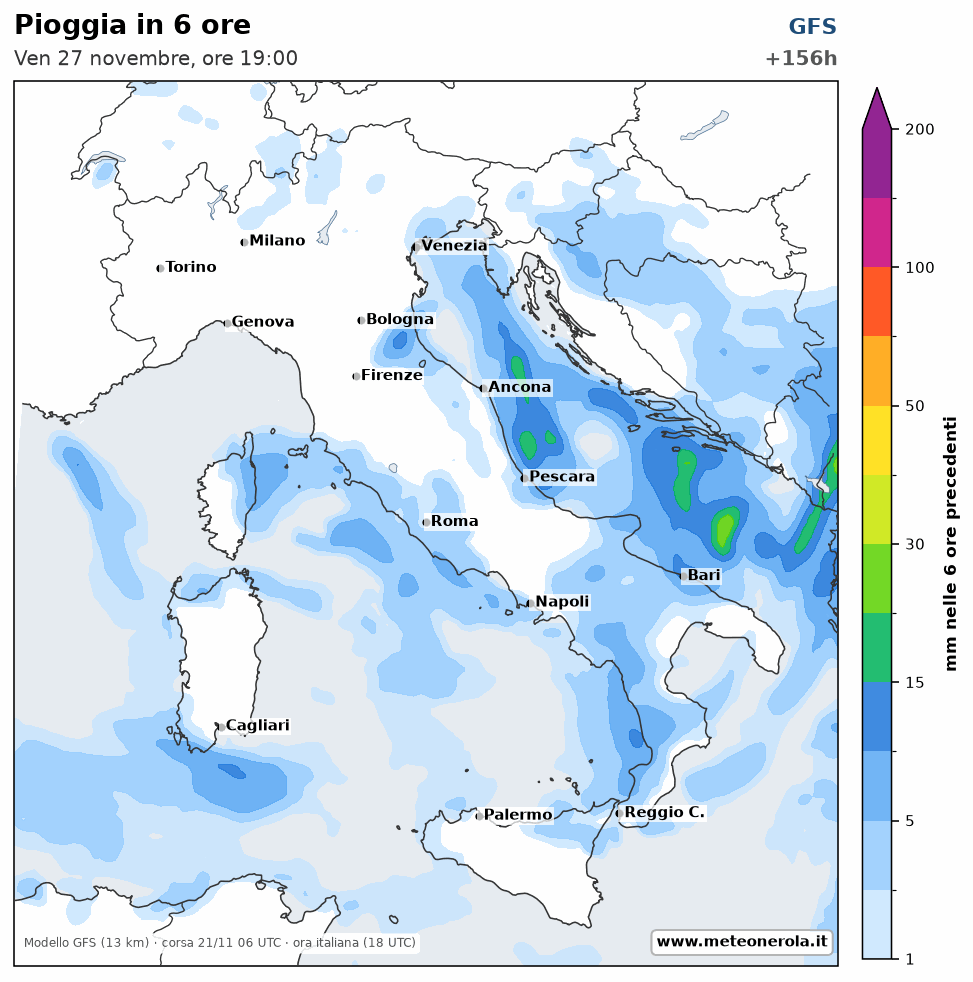 Pioggia in 6 ore
GFS
Ven 27 novembre, ore 19:00
+156h
200
100
50
30
15
5
1
mm nelle 6 ore precedenti
Milano
Venezia
Torino
Genova
Bologna
Firenze
Ancona
Pescara
Roma
Bari
Napoli
Cagliari
Palermo
Reggio C.
Modello GFS (13 km) · corsa 21/11 06 UTC · ora italiana (18 UTC)
www.meteonerola.it